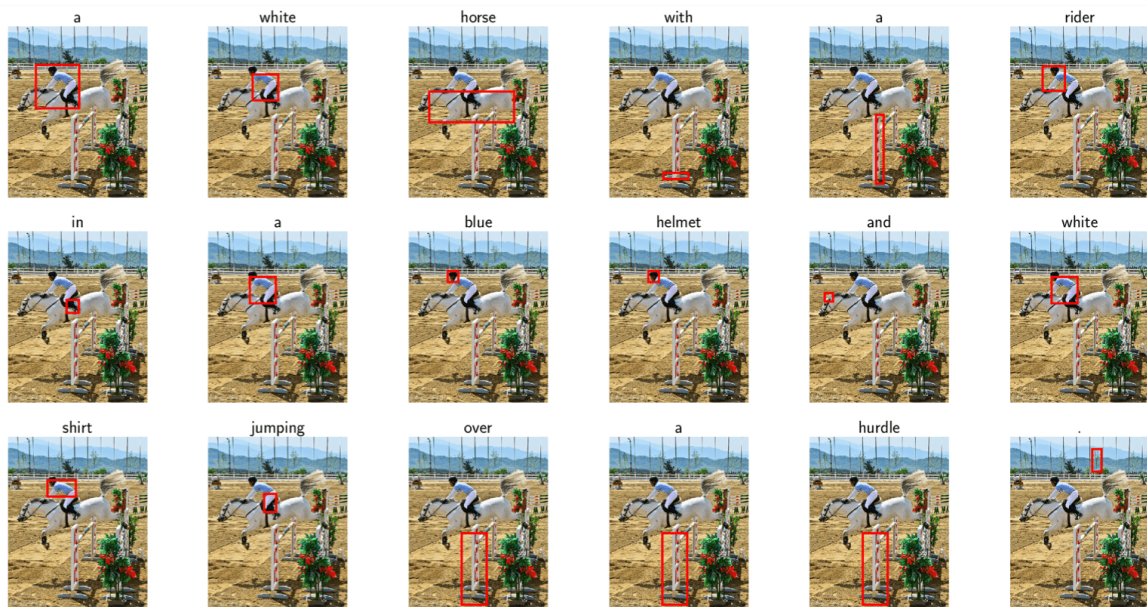 a white horse with a rider
in a blue helmet and white
shirt jumping over a hurdle .